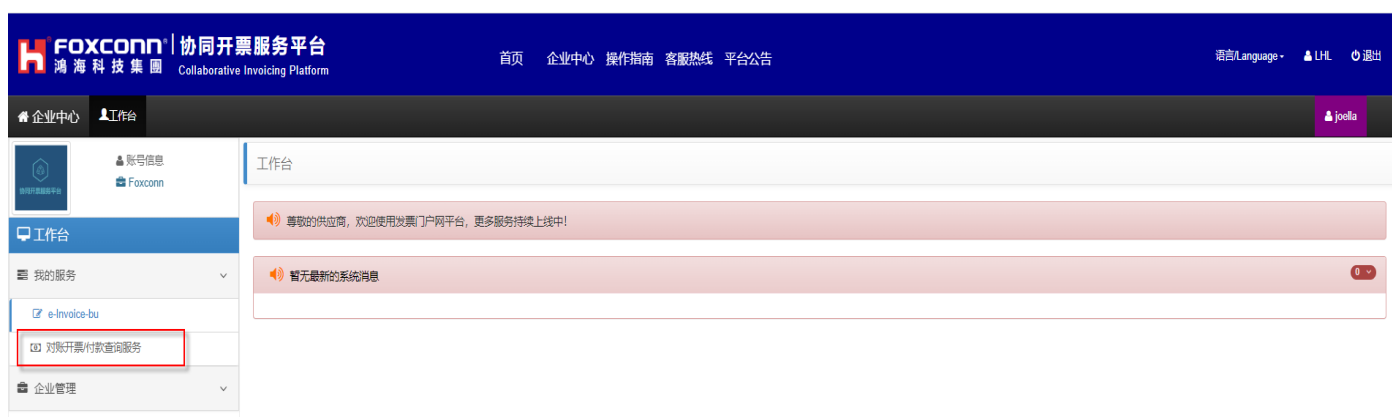 FOXCONN® 协同开票服务平台
鸿海科技集團 Collaborative Invoicing Platform
首页 企业中心 操作指南 客服热线 平台公告
语言/Language LHL 退出
企业中心 工作台
joella
账号信息
Foxconn
协同开票服务平台
工作台
我的服务
e-Invoice-bu
对账开票/付款查询服务
企业管理
工作台
尊敬的供应商，欢迎使用发票门户网平台，更多服务持续上线中！
暂无最新的系统消息
0